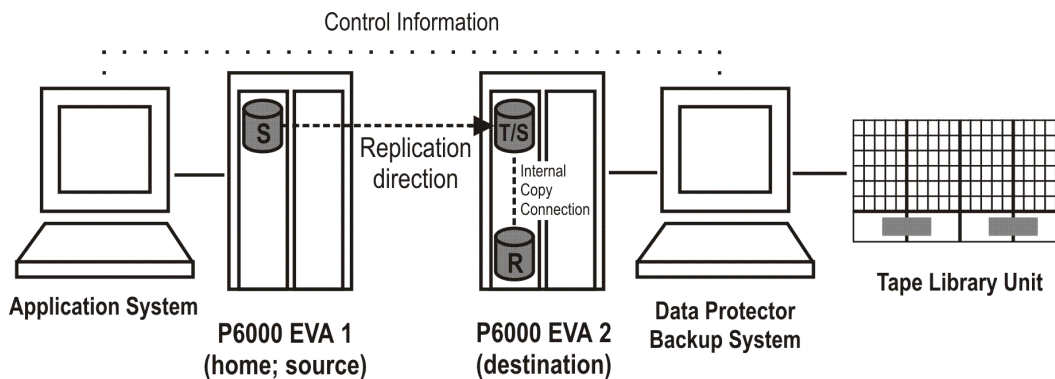 Control Information
S
T/S
Replication
direction
Internal
Copy
Connection
R
Application System
P6000 EVA 1
(home; source)
P6000 EVA 2
(destination)
Data Protector
Backup System
Tape Library Unit